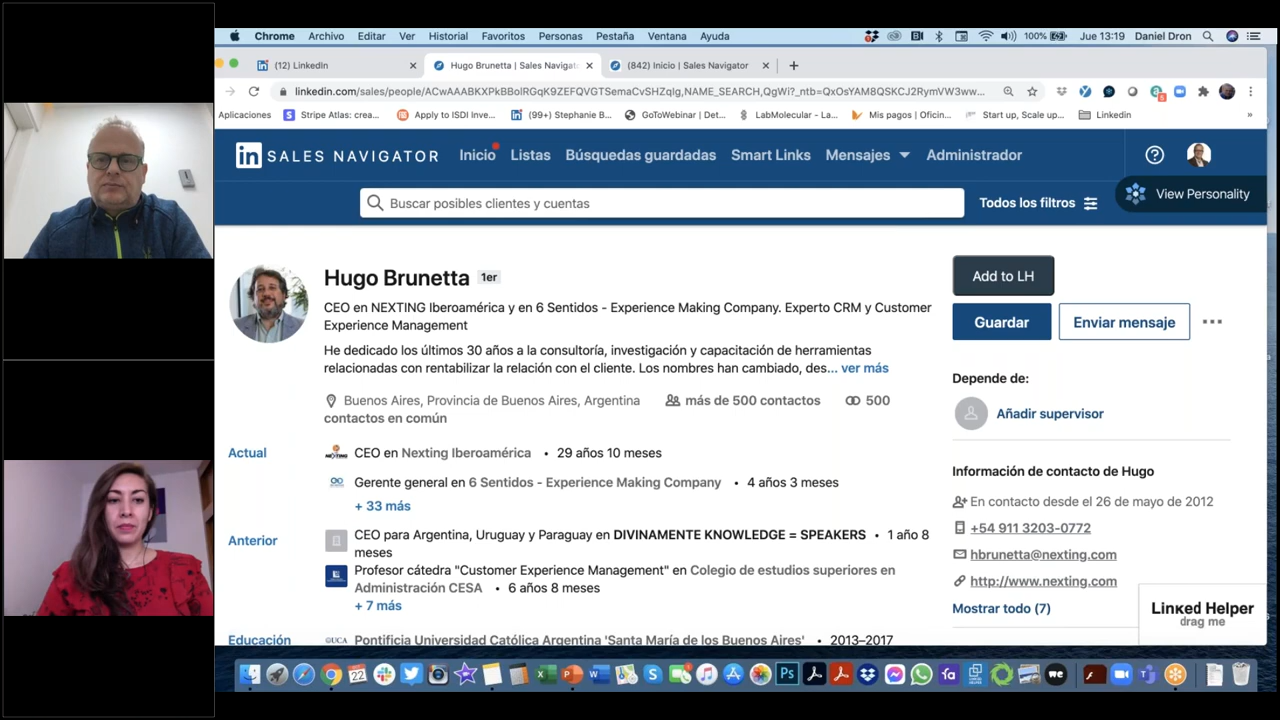 Chrome Archivo Editar Ver Historial Favoritos Personas Pestaña Ventana Ayuda 100% Jue 13:19 Daniel Dron
(12) LinkedIn Hugo Brunetta | Sales Navigato (842) Inicio | Sales Navigator
linkedin.com/sales/people/ACwAAABKXPkBBolRGqK9ZEFQVGTSemaCvSHZqIg,NAME_SEARCH,QgWi?_ntb=QxOsYAM8QSKCJ2RymVW3ww...
Aplicaciones Stripe Atlas: crea... Apply to ISDI Inve... (99+) Stephanie B... GoToWebinar | Det... LabMolecular - La... Mis pagos | Oficin... Start up, Scale up... Linkedin »
in SALES NAVIGATOR Inicio Listas Búsquedas guardadas Smart Links Mensajes Administrador
View Personality
Buscar posibles clientes y cuentas Todos los filtros
Hugo Brunetta 1er
Add to LH
CEO en NEXTING Iberoamérica y en 6 Sentidos - Experience Making Company. Experto CRM y Customer
Experience Management
Guardar Enviar mensaje
He dedicado los últimos 30 años a la consultoría, investigación y capacitación de herramientas
relacionadas con rentabilizar la relación con el cliente. Los nombres han cambiado, des... ver más
Depende de:
Añadir supervisor
Buenos Aires, Provincia de Buenos Aires, Argentina más de 500 contactos 500
contactos en común
Actual CEO en Nexting Iberoamérica • 29 años 10 meses
Gerente general en 6 Sentidos - Experience Making Company • 4 años 3 meses
+ 33 más
Anterior CEO para Argentina, Uruguay y Paraguay en DIVINAMENTE KNOWLEDGE = SPEAKERS • 1 año 8
meses
Profesor cátedra "Customer Experience Management" en Colegio de estudios superiores en
Administración CESA • 6 años 8 meses
+ 7 más
Educación UCA Pontificia Universidad Católica Argentina 'Santa María de los Buenos Aires' • 2013–2017
Información de contacto de Hugo
En contacto desde el 26 de mayo de 2012
+54 911 3203-0772
hbrunetta@nexting.com
http://www.nexting.com
Mostrar todo (7)
Linked Helper
drag me